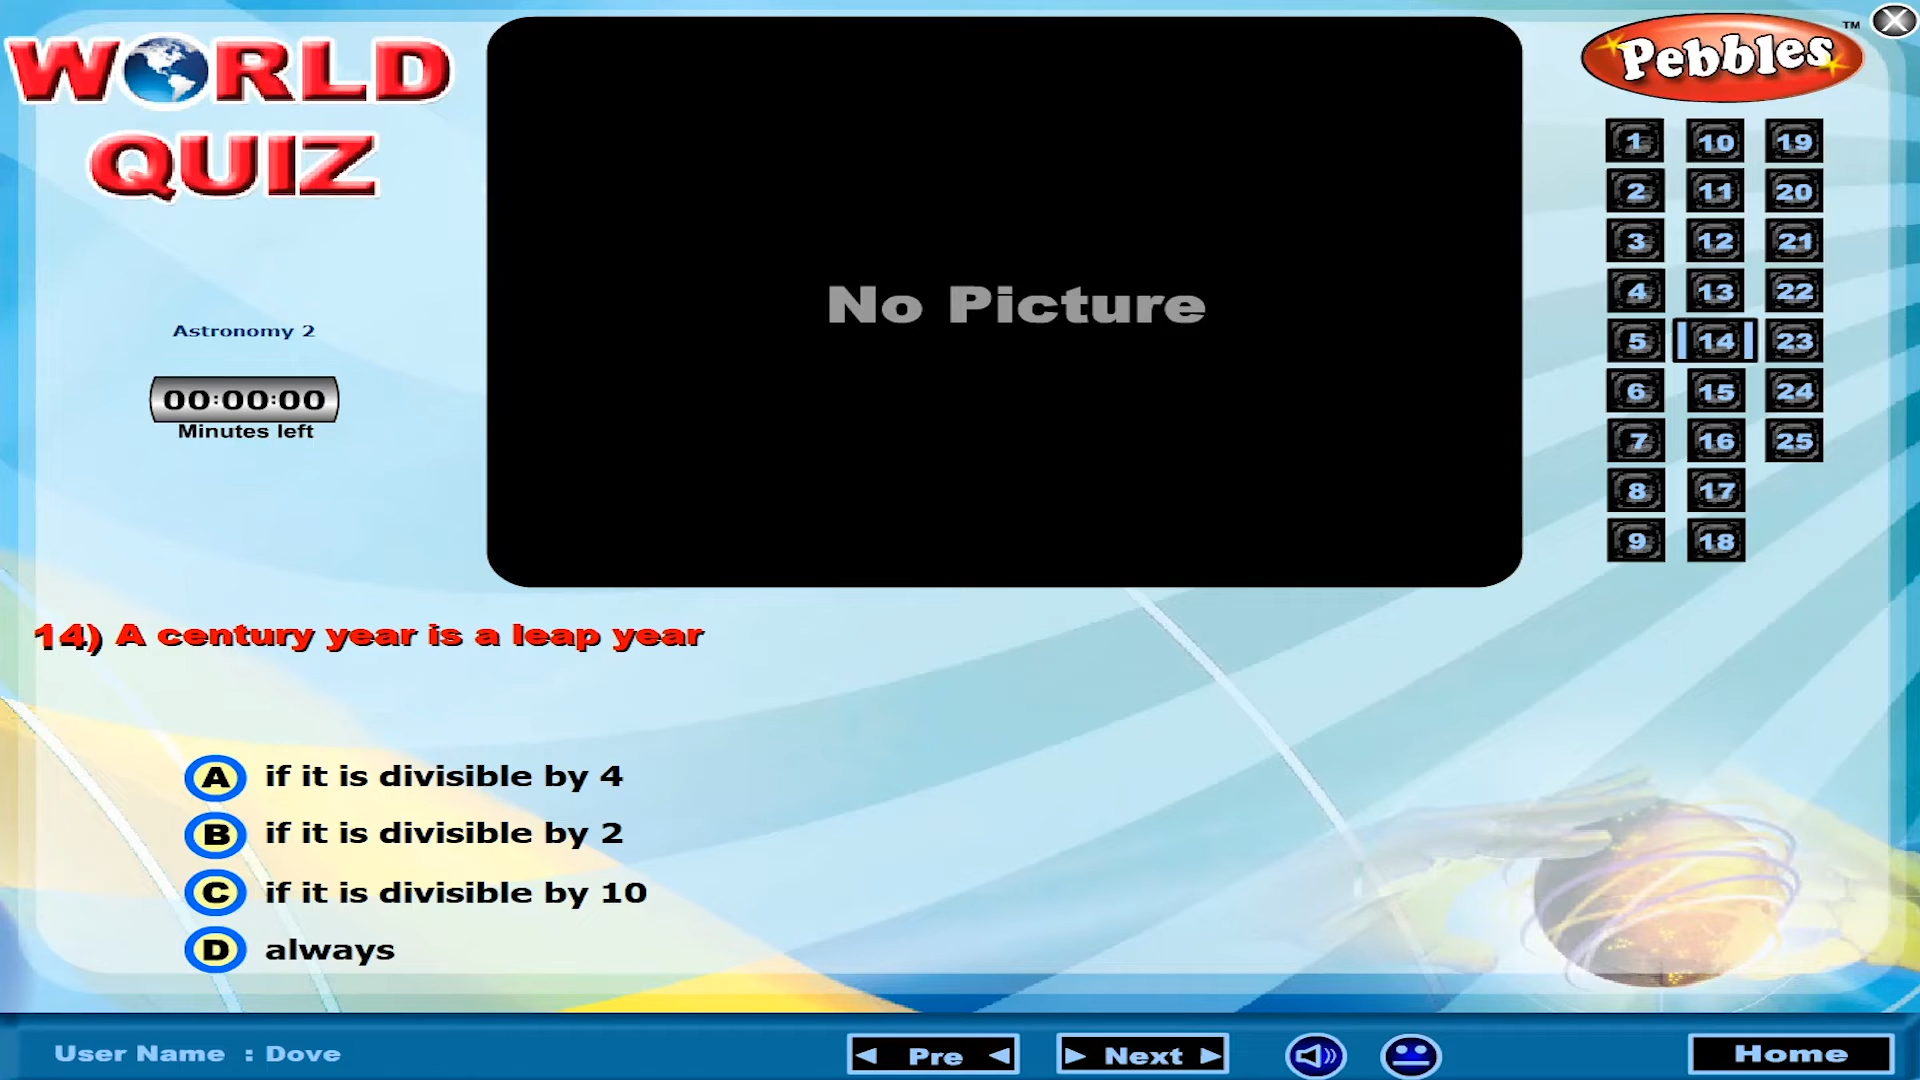 WORLD
QUIZ
Astronomy 2
00:00:00
Minutes left
No Picture
Pebbles™
1 10 19
2 11 20
3 12 21
4 13 22
5 14 23
6 15 24
7 16 25
8 17
9 18
14) A century year is a leap year
A if it is divisible by 4
B if it is divisible by 2
C if it is divisible by 10
D always
User Name : Dove
Pre
Next
Home